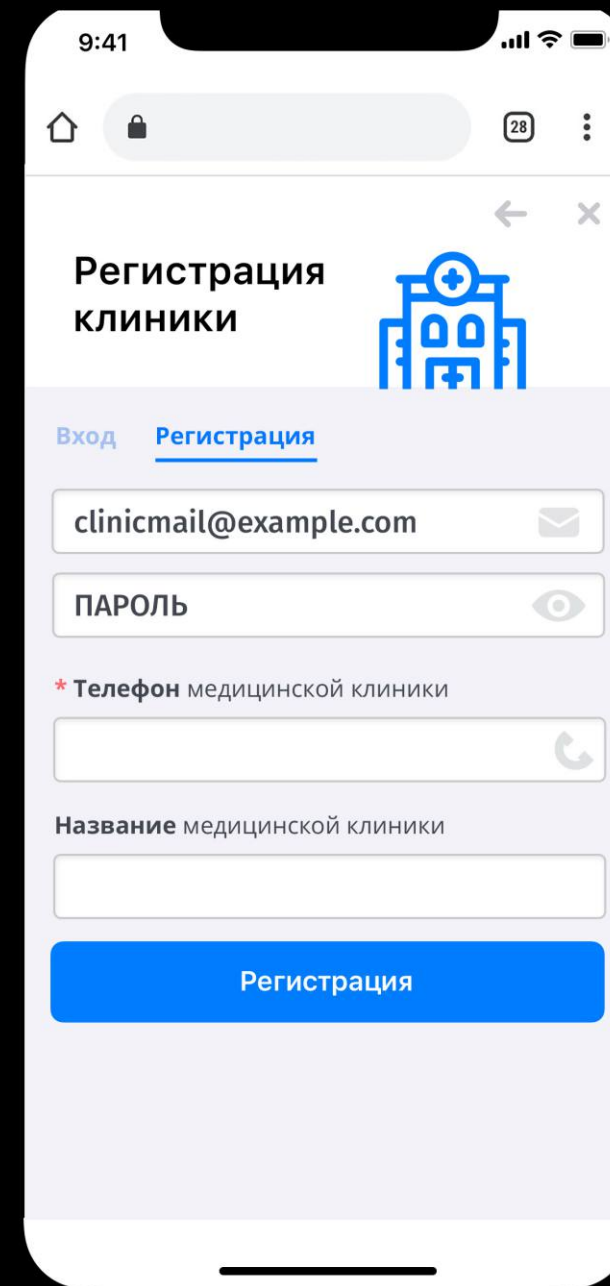 9:41
28
Регистрация
клиники
Вход Регистрация
clinicmail@example.com
ПАРОЛЬ
* Телефон медицинской клиники
Название медицинской клиники
Регистрация